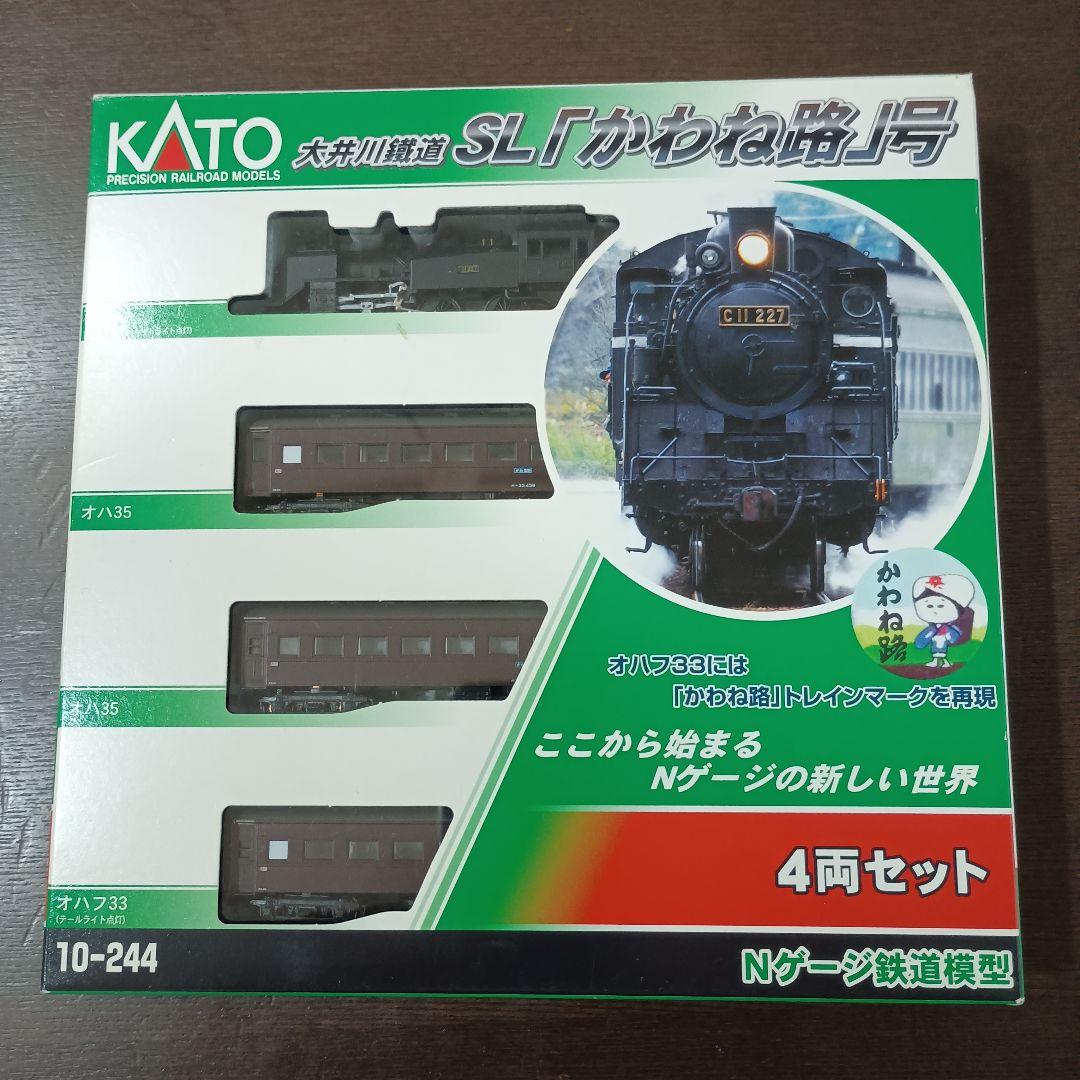 KATO
PRECISION RAILROAD MODELS
大井川鐵道 SL「かわね路」号
C11 227
オハ35
オハ35
かわね路
オハフ33には
「かわね路」トレインマークを再現
ここから始まる
Nゲージの新しい世界
4両セット
オハフ33
(テールライト点灯)
10-244
Nゲージ鉄道模型